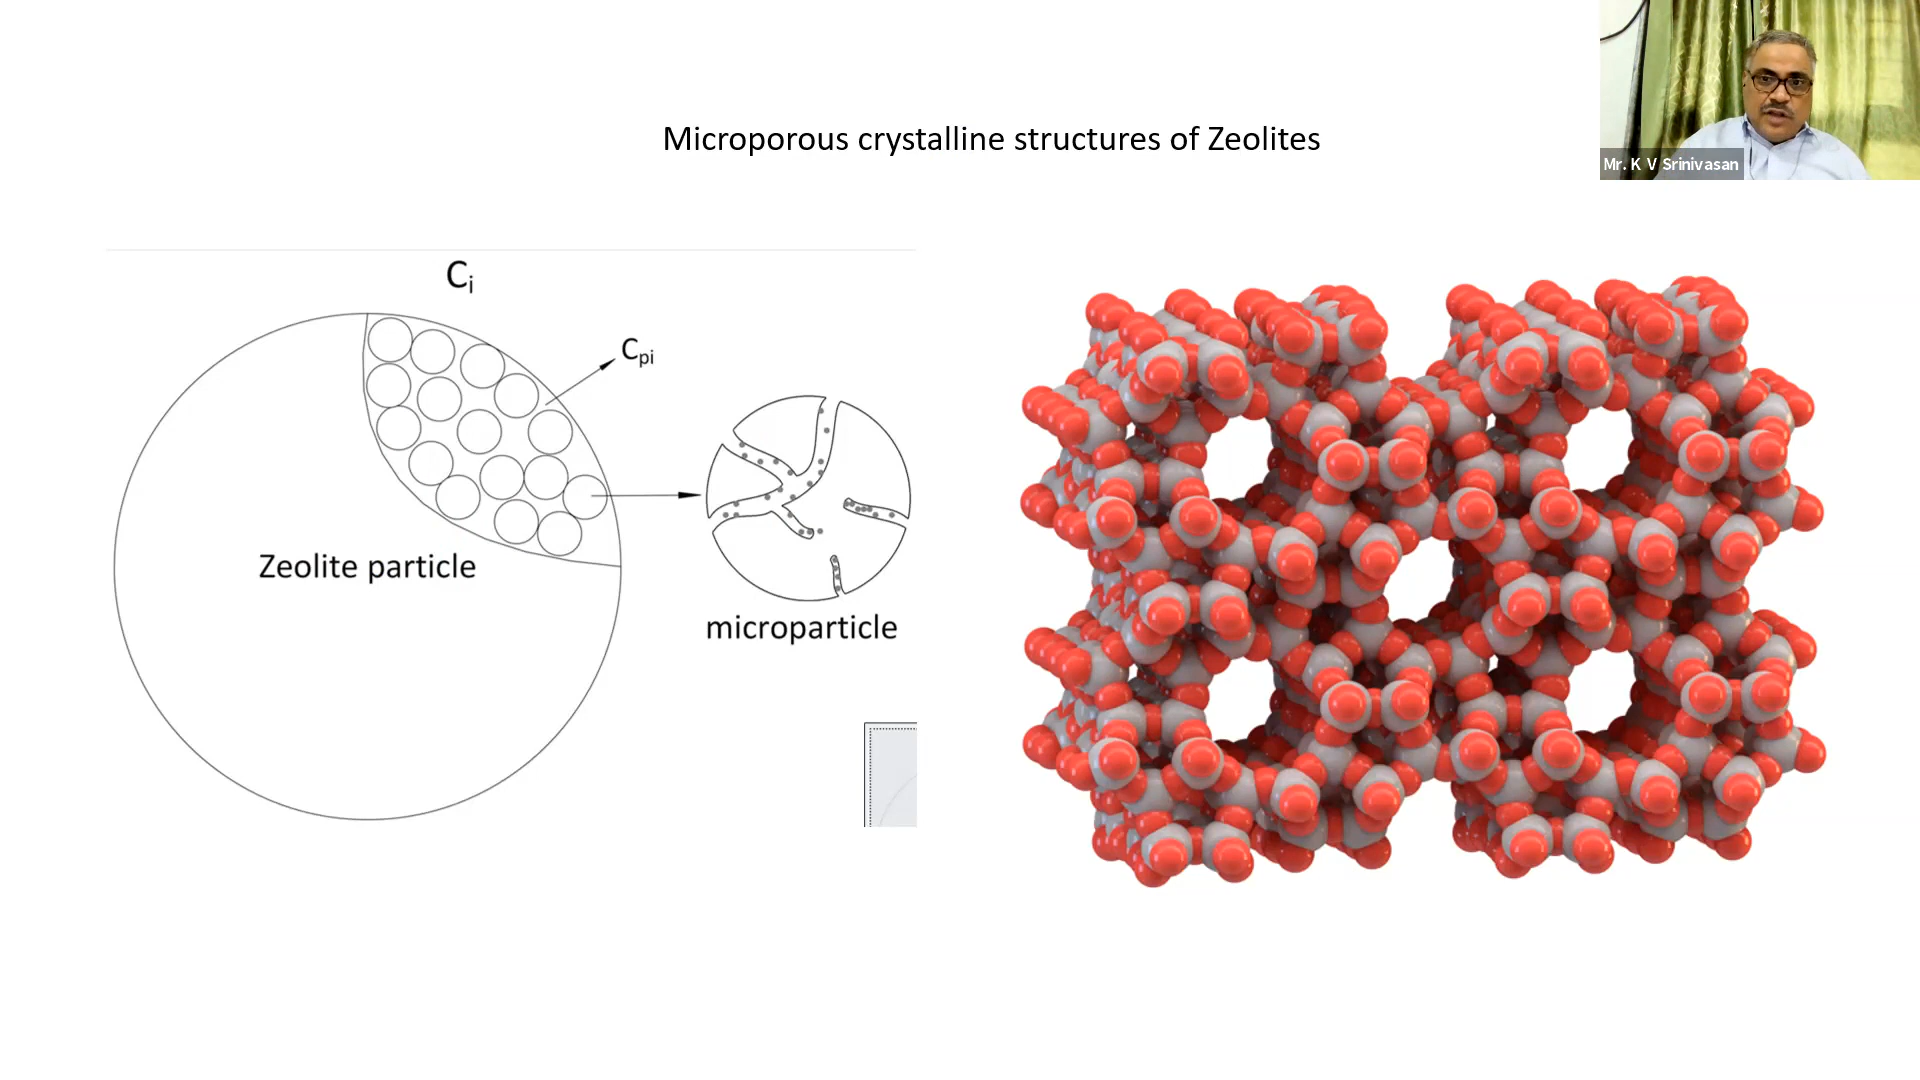 Microporous crystalline structures of Zeolites
Mr. K V Srinivasan
Ci
Cpi
Zeolite particle
microparticle